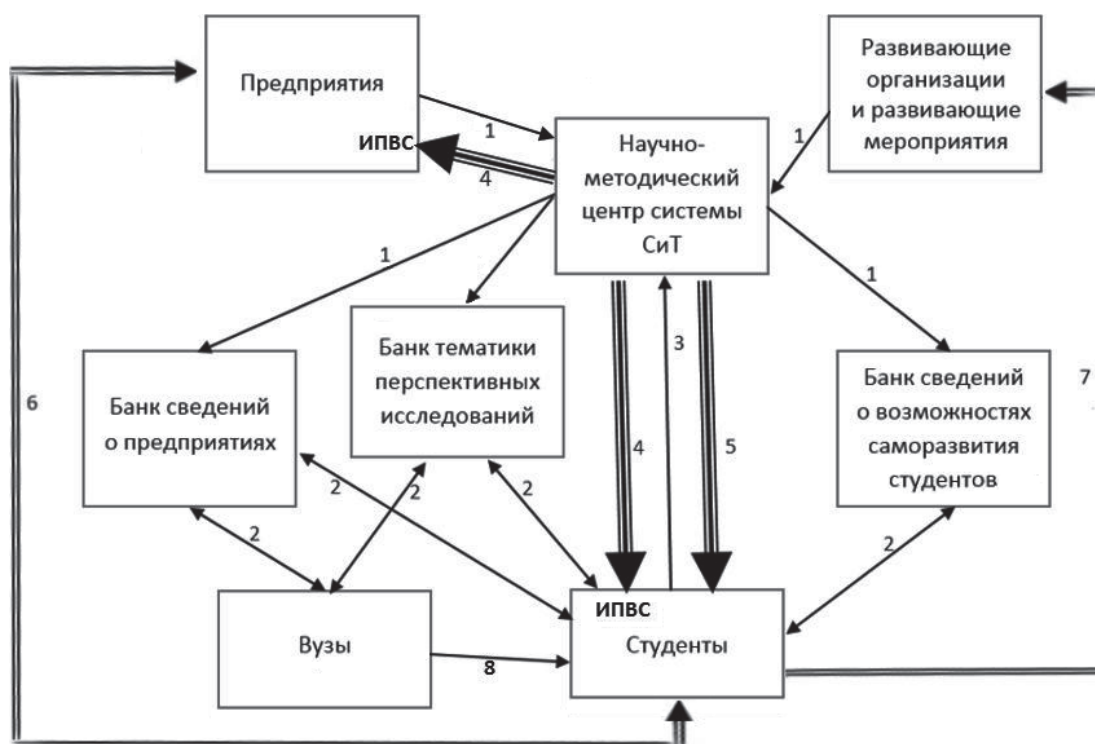 Предприятия
ИПВС
Развивающие
организации
и развивающие
мероприятия
1
1
4
Научно-
методический
центр системы
СиТ
1
1
Банк тематики
перспективных
исследований
3
Банк сведений
о предприятиях
Банк сведений
о возможностях
саморазвития
студентов
6
7
4
5
2
2
2
2
2
ИПВС
Вузы
Студенты
8